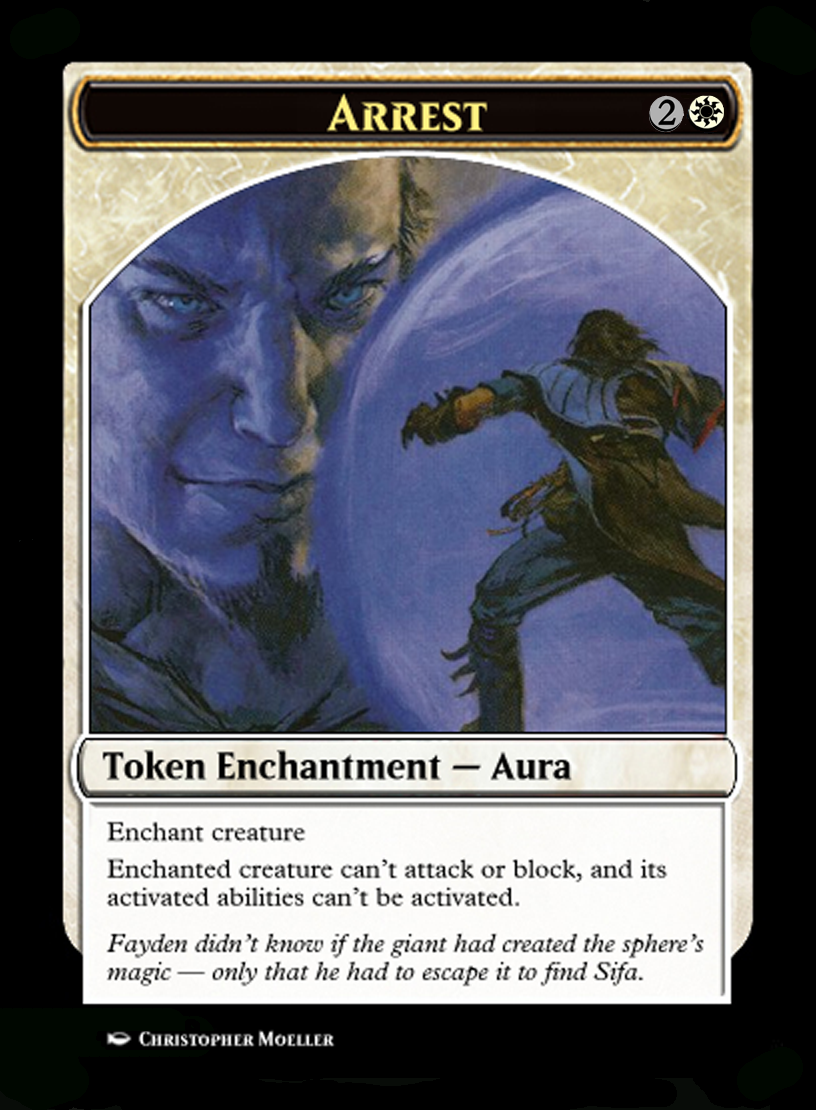 Arrest 2
Token Enchantment — Aura
Enchant creature
Enchanted creature can't attack or block, and its
activated abilities can't be activated.
Fayden didn't know if the giant had created the sphere's
magic — only that he had to escape it to find Sifa.
Christopher Moeller